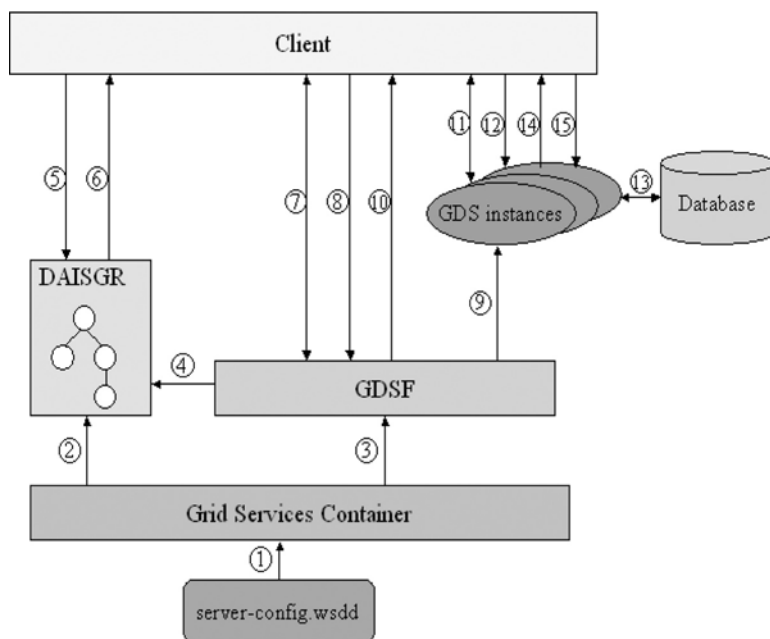 Client
⑤
⑥
⑦
⑧
⑩
⑪
⑫
⑭
⑮
⑬
GDS instances
Database
DAISGR
⑨
④
GDSF
②
③
Grid Services Container
①
server-config.wsdd